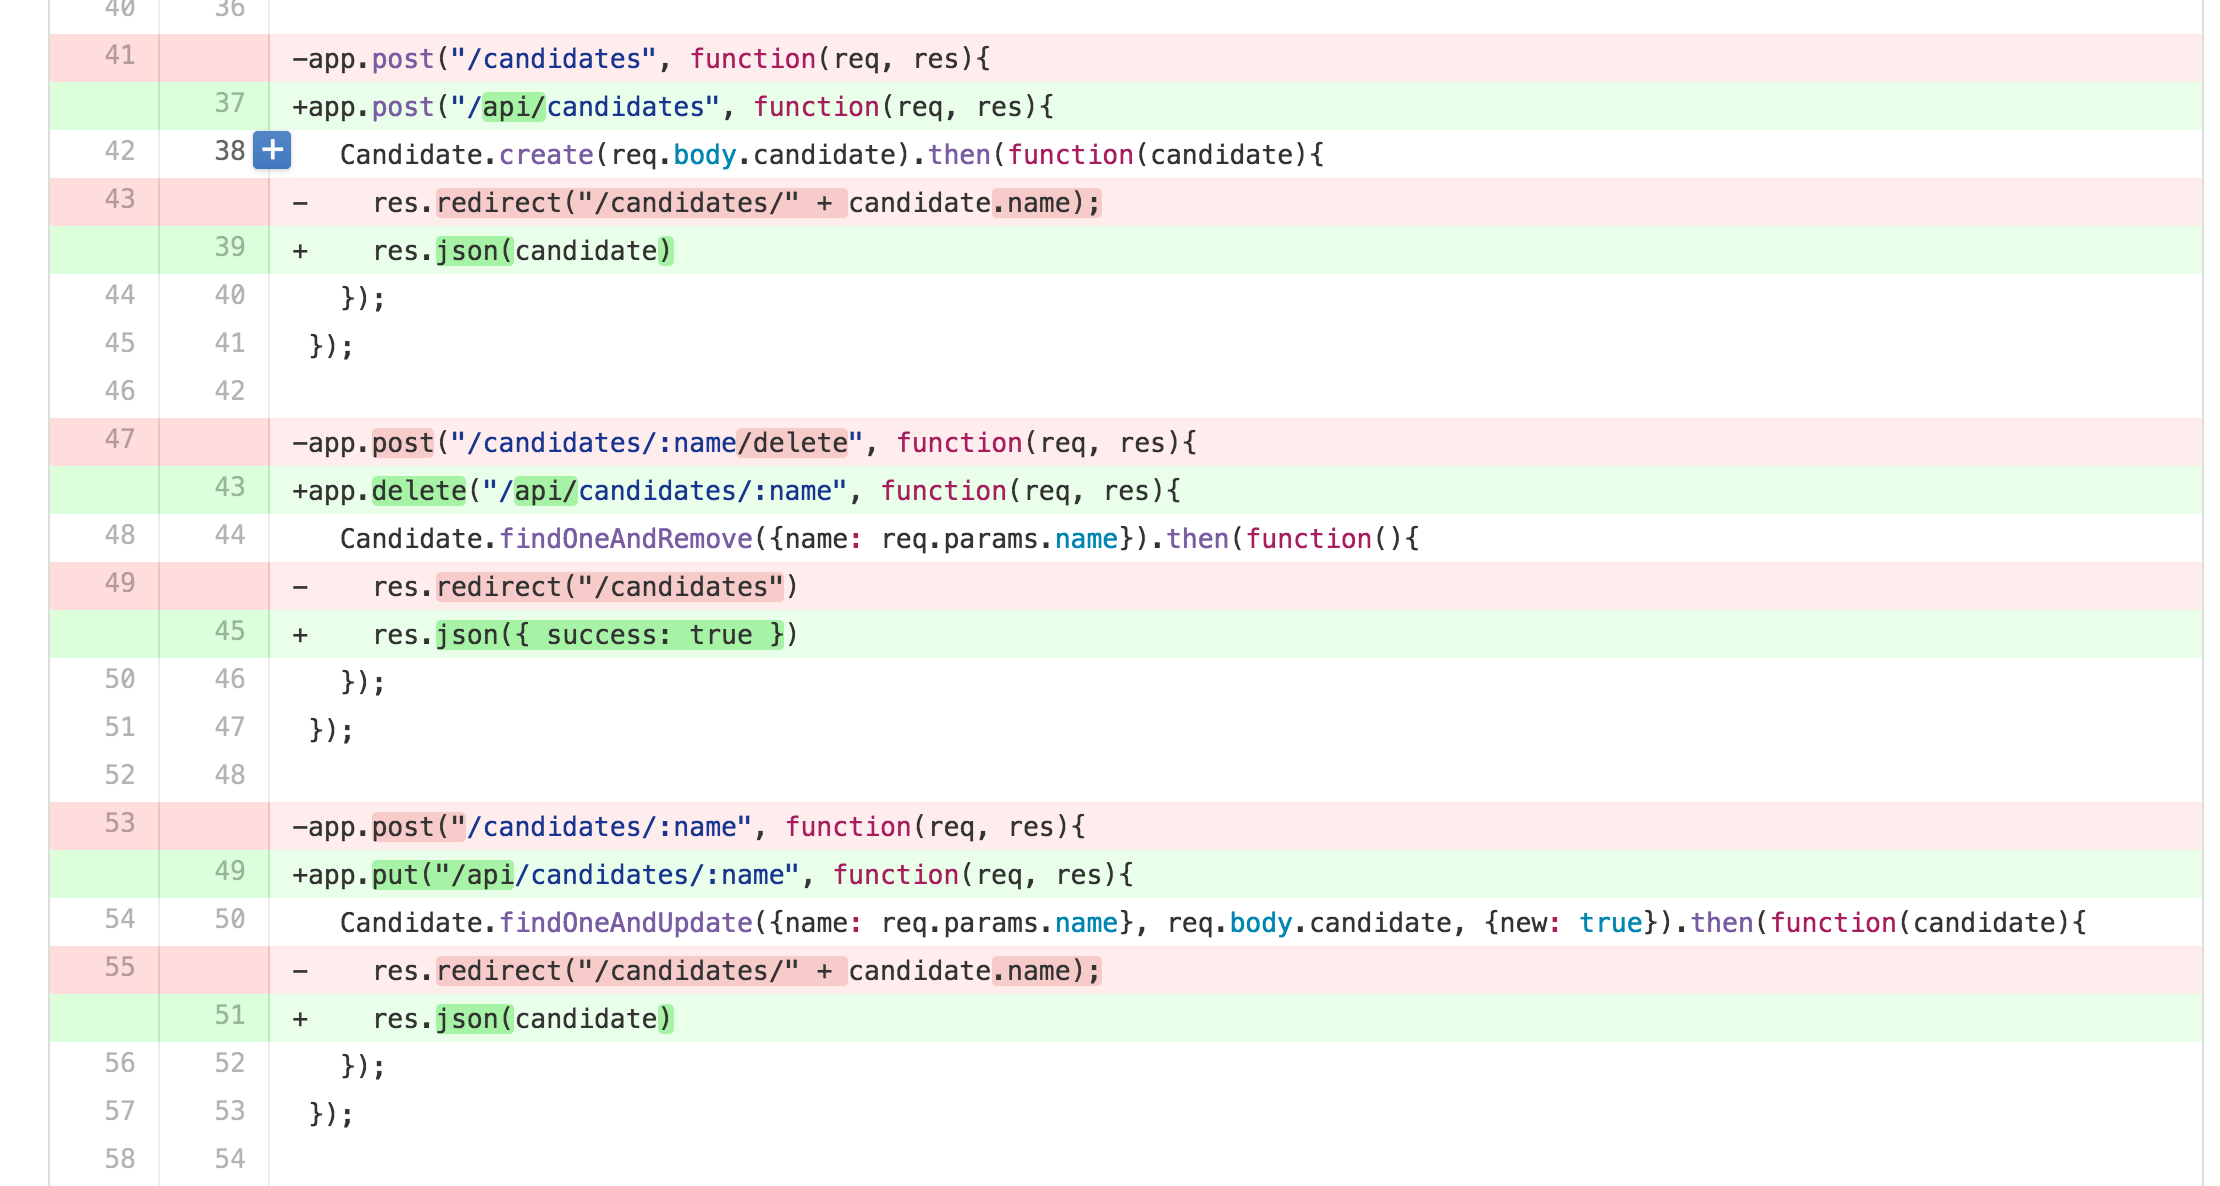 40 36
41 -app.post("/candidates", function(req, res){
37 +app.post("/api/candidates", function(req, res){
42 38 + Candidate.create(req.body.candidate).then(function(candidate){
43 - res.redirect("/candidates/" + candidate.name);
39 + res.json(candidate)
44 40 });
45 41 });
46 42
47 -app.post("/candidates/:name/delete", function(req, res){
43 +app.delete("/api/candidates/:name", function(req, res){
48 44 Candidate.findOneAndRemove({name: req.params.name}).then(function(){
49 - res.redirect("/candidates")
45 + res.json({ success: true })
50 46 });
51 47 });
52 48
53 -app.post("/candidates/:name", function(req, res){
49 +app.put("/api/candidates/:name", function(req, res){
54 50 Candidate.findOneAndUpdate({name: req.params.name}, req.body.candidate, {new: true}).then(function(candidate){
55 - res.redirect("/candidates/" + candidate.name);
51 + res.json(candidate)
56 52 });
57 53 });
58 54